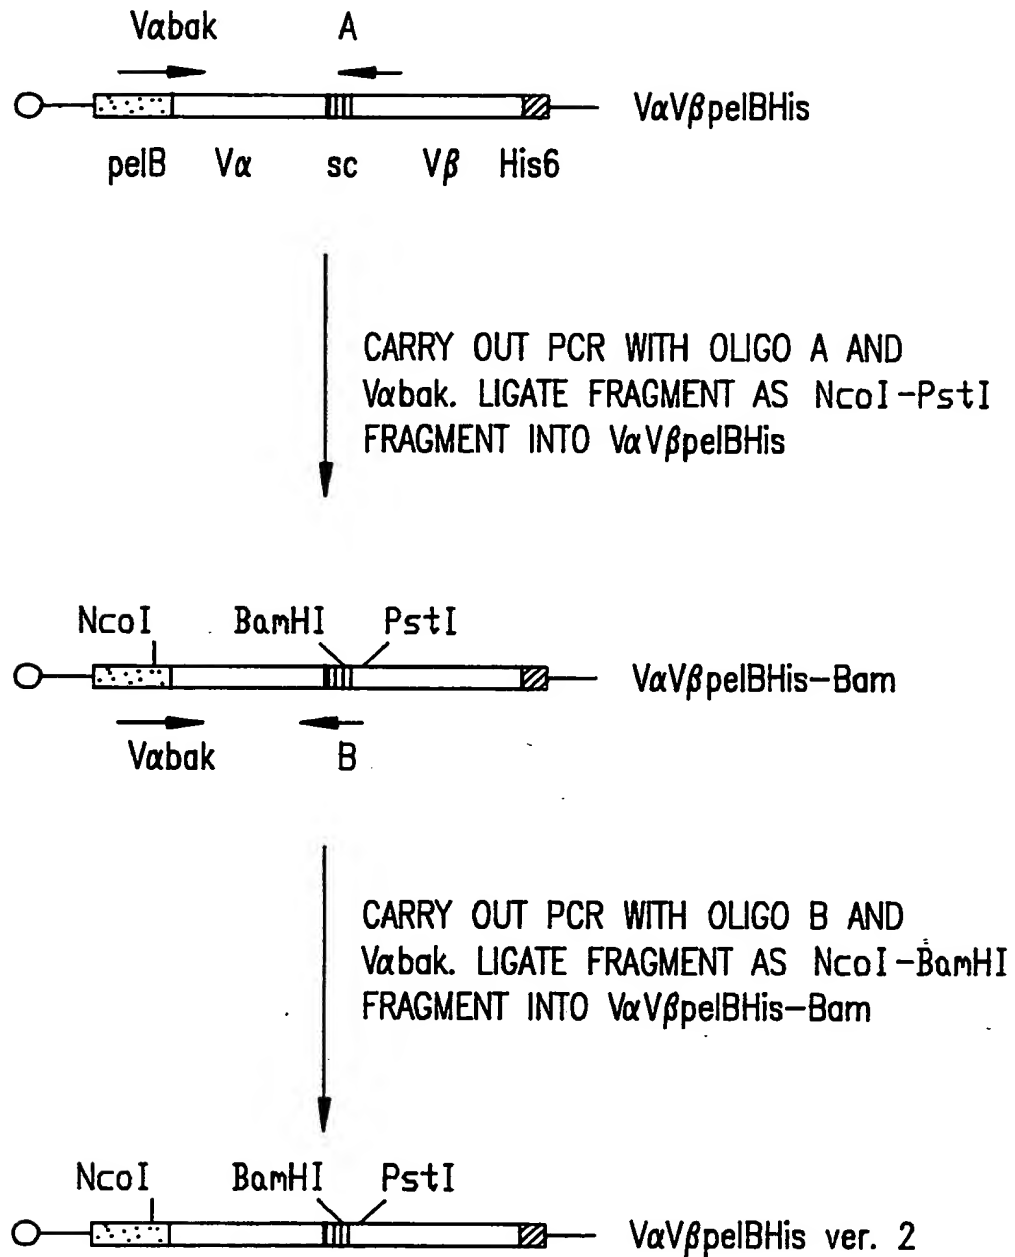 Vαbak A
VαVβpelBHis
pelB Vα sc Vβ His6
CARRY OUT PCR WITH OLIGO A AND
Vαbak. LIGATE FRAGMENT AS NcoI-PstI
FRAGMENT INTO VαVβpelBHis
NcoI BamHI PstI
VαVβpelBHis-Bam
Vαbak B
CARRY OUT PCR WITH OLIGO B AND
Vαbak. LIGATE FRAGMENT AS NcoI-BamHI
FRAGMENT INTO VαVβpelBHis-Bam
NcoI BamHI PstI
VαVβpelBHis ver. 2